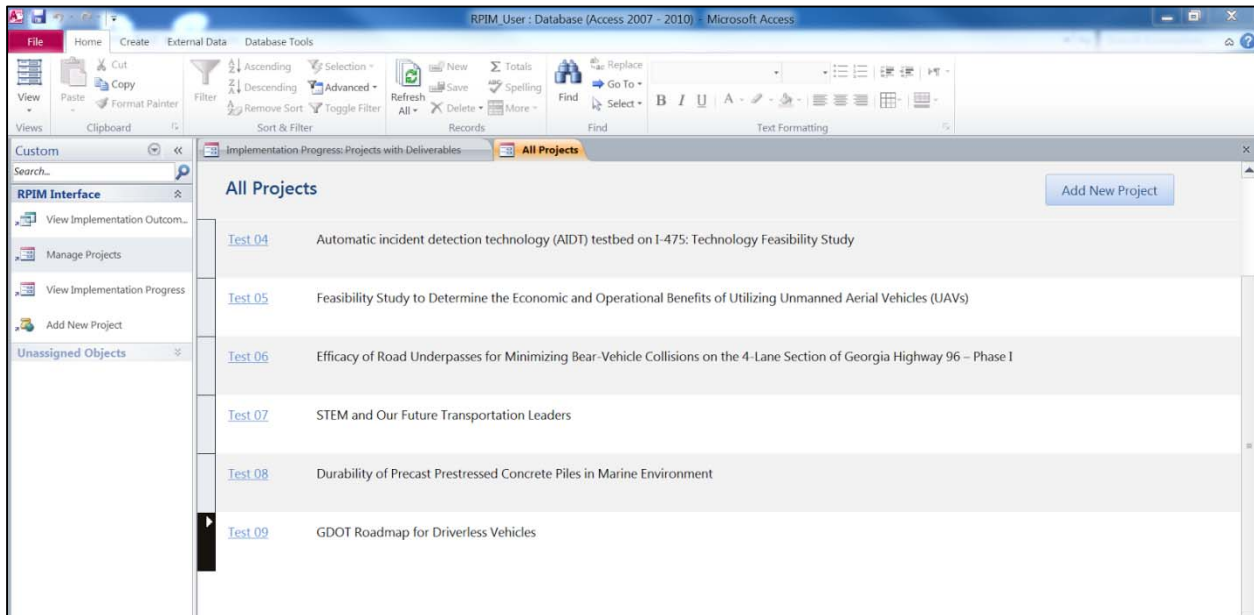 RPIM_User : Database (Access 2007 - 2010) - Microsoft Access
File Home Create External Data Database Tools
View
Views
Paste
Cut
Copy
Format Painter
Clipboard
Filter
Ascending
Descending
Remove Sort
Selection
Advanced
Toggle Filter
Sort & Filter
Refresh
All
New
Save
Delete
Totals
Spelling
More
Records
Find
Replace
Go To
Select
Find
B I U A
Text Formatting
Custom
Search...
RPIM Interface
View Implementation Outcom...
Manage Projects
View Implementation Progress
Add New Project
Unassigned Objects
Implementation Progress: Projects with Deliverables
All Projects
All Projects
Add New Project
Test 04 Automatic incident detection technology (AIDT) testbed on I-475: Technology Feasibility Study
Test 05 Feasibility Study to Determine the Economic and Operational Benefits of Utilizing Unmanned Aerial Vehicles (UAVs)
Test 06 Efficacy of Road Underpasses for Minimizing Bear-Vehicle Collisions on the 4-Lane Section of Georgia Highway 96 – Phase I
Test 07 STEM and Our Future Transportation Leaders
Test 08 Durability of Precast Prestressed Concrete Piles in Marine Environment
Test 09 GDOT Roadmap for Driverless Vehicles